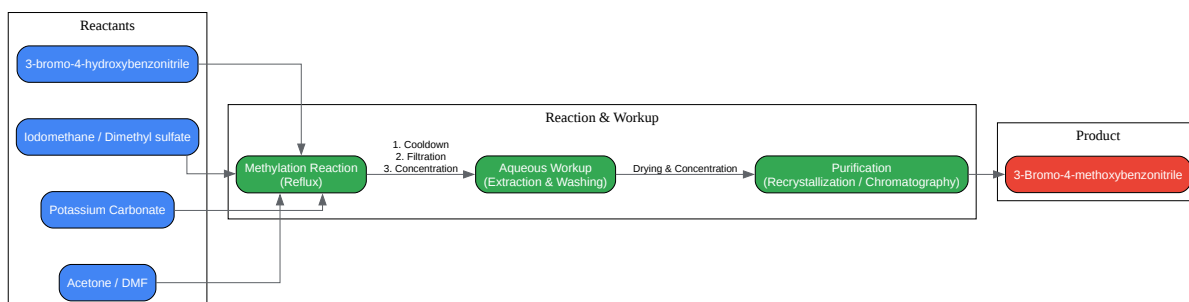 Reactants
3-bromo-4-hydroxybenzonitrile
Iodomethane / Dimethyl sulfate
Potassium Carbonate
Acetone / DMF
Reaction & Workup
Methylation Reaction
(Reflux)
1. Cooldown
2. Filtration
3. Concentration
Aqueous Workup
(Extraction & Washing)
Drying & Concentration
Purification
(Recrystallization / Chromatography)
Product
3-Bromo-4-methoxybenzonitrile